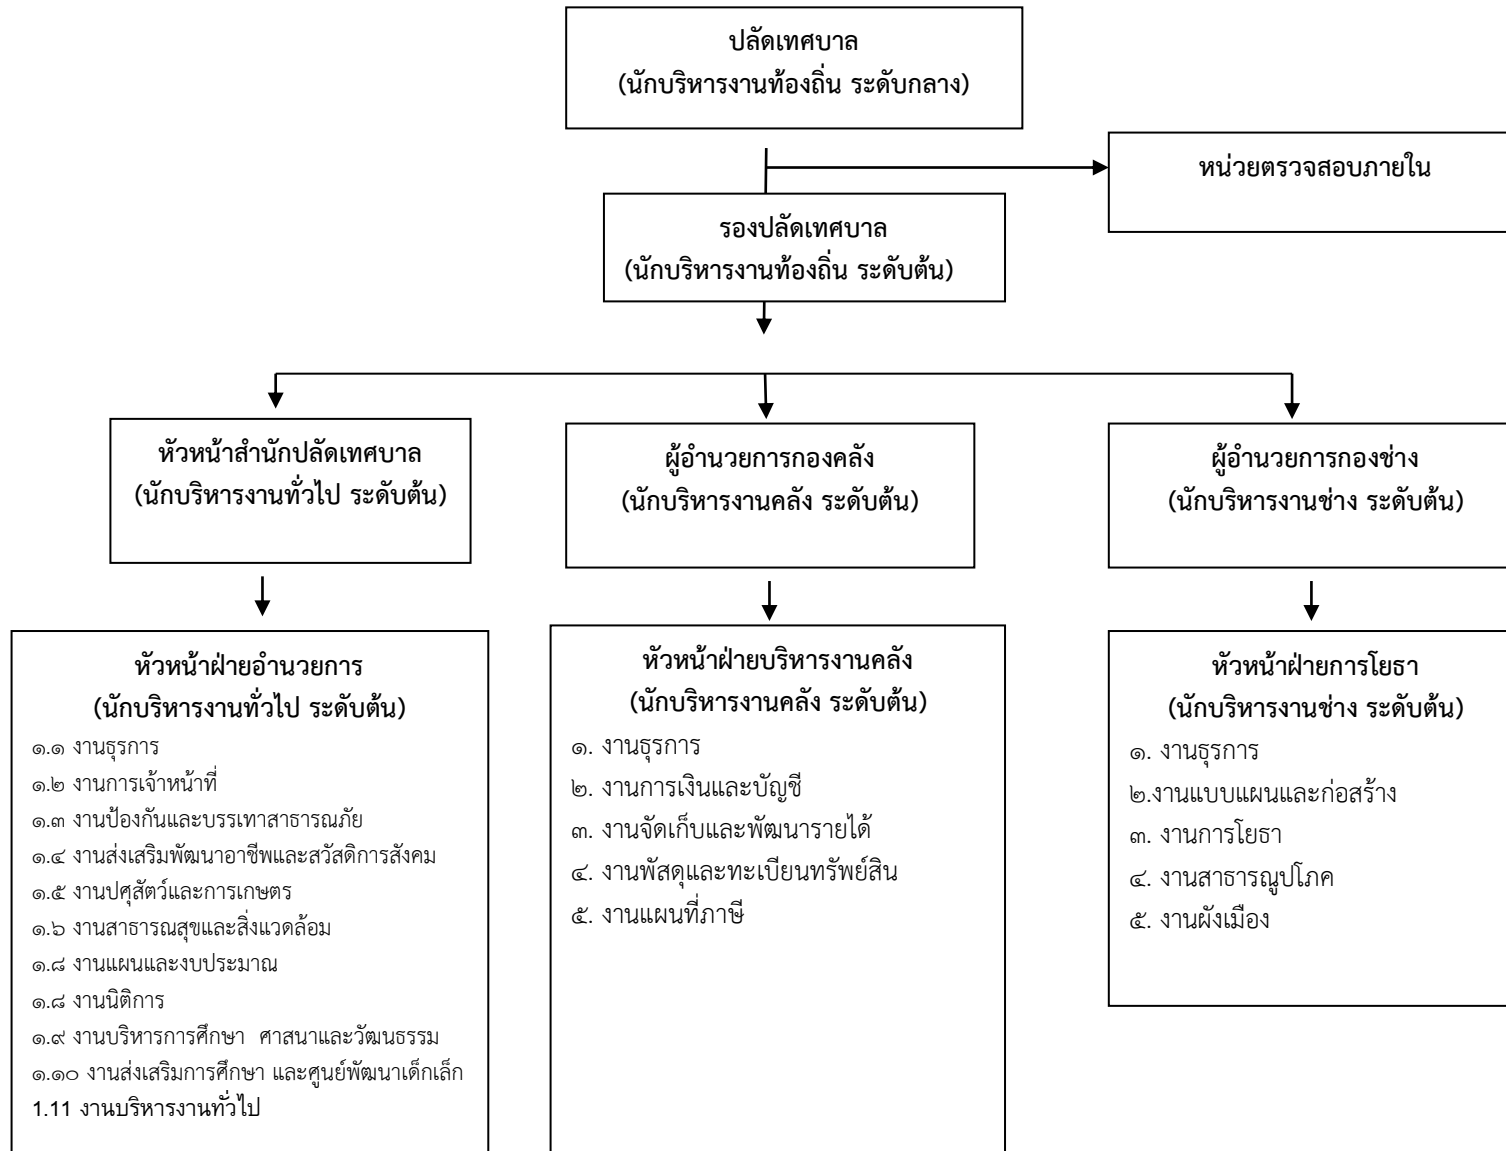 ปลัดเทศบาล
(นักบริหารงานท้องถิ่น ระดับกลาง)
หน่วยตรวจสอบภายใน
รองปลัดเทศบาล
(นักบริหารงานท้องถิ่น ระดับต้น)
หัวหน้าสำนักปลัดเทศบาล
(นักบริหารงานทั่วไป ระดับต้น)
ผู้อำนวยการกองคลัง
(นักบริหารงานคลัง ระดับต้น)
ผู้อำนวยการกองช่าง
(นักบริหารงานช่าง ระดับต้น)
หัวหน้าฝ่ายอำนวยการ
(นักบริหารงานทั่วไป ระดับต้น)
๑.๑ งานธุรการ
๑.๒ งานการเจ้าหน้าที่
๑.๓ งานป้องกันและบรรเทาสาธารณภัย
๑.๔ งานส่งเสริมพัฒนาอาชีพและสวัสดิการสังคม
๑.๕ งานปศุสัตว์และการเกษตร
๑.๖ งานสาธารณสุขและสิ่งแวดล้อม
๑.๘ งานแผนและงบประมาณ
๑.๘ งานนิติการ
๑.๙ งานบริหารการศึกษา ศาสนาและวัฒนธรรม
๑.๑๐ งานส่งเสริมการศึกษา และศูนย์พัฒนาเด็กเล็ก
1.11 งานบริหารงานทั่วไป
หัวหน้าฝ่ายบริหารงานคลัง
(นักบริหารงานคลัง ระดับต้น)
๑. งานธุรการ
๒. งานการเงินและบัญชี
๓. งานจัดเก็บและพัฒนารายได้
๔. งานพัสดุและทะเบียนทรัพย์สิน
๕. งานแผนที่ภาษี
หัวหน้าฝ่ายการโยธา
(นักบริหารงานช่าง ระดับต้น)
๑. งานธุรการ
๒.งานแบบแผนและก่อสร้าง
๓. งานการโยธา
๔. งานสาธารณูปโภค
๕. งานผังเมือง